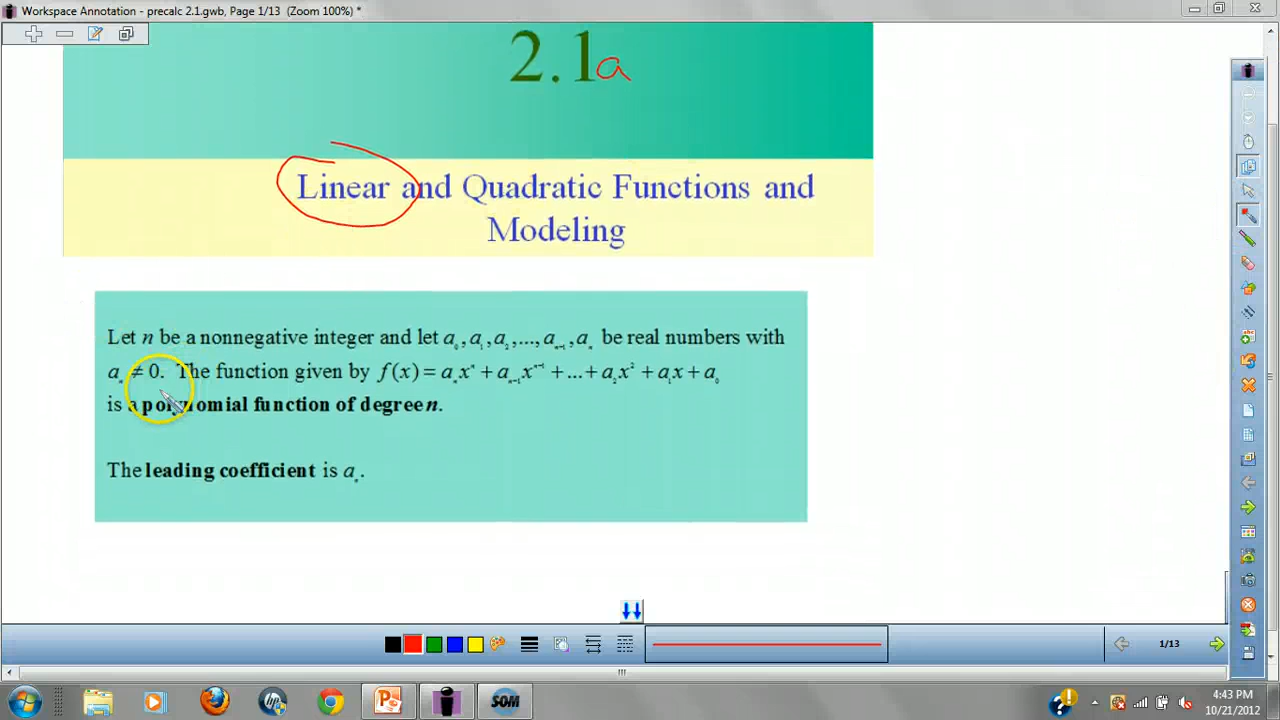 Workspace Annotation - precalc 2.1.gwb, Page 1/13 (Zoom 100%) *
2.1a
Linear and Quadratic Functions and
Modeling
Let n be a nonnegative integer and let a₀, a₁, a₂,..., aₙ₋₁, aₙ be real numbers with
aₙ ≠ 0. The function given by f(x) = aₙxⁿ + aₙ₋₁xⁿ⁻¹ + ... + a₂x² + a₁x + a₀
is a polynomial function of degree n.
The leading coefficient is aₙ.
1/13
SOM
4:43 PM
10/21/2012